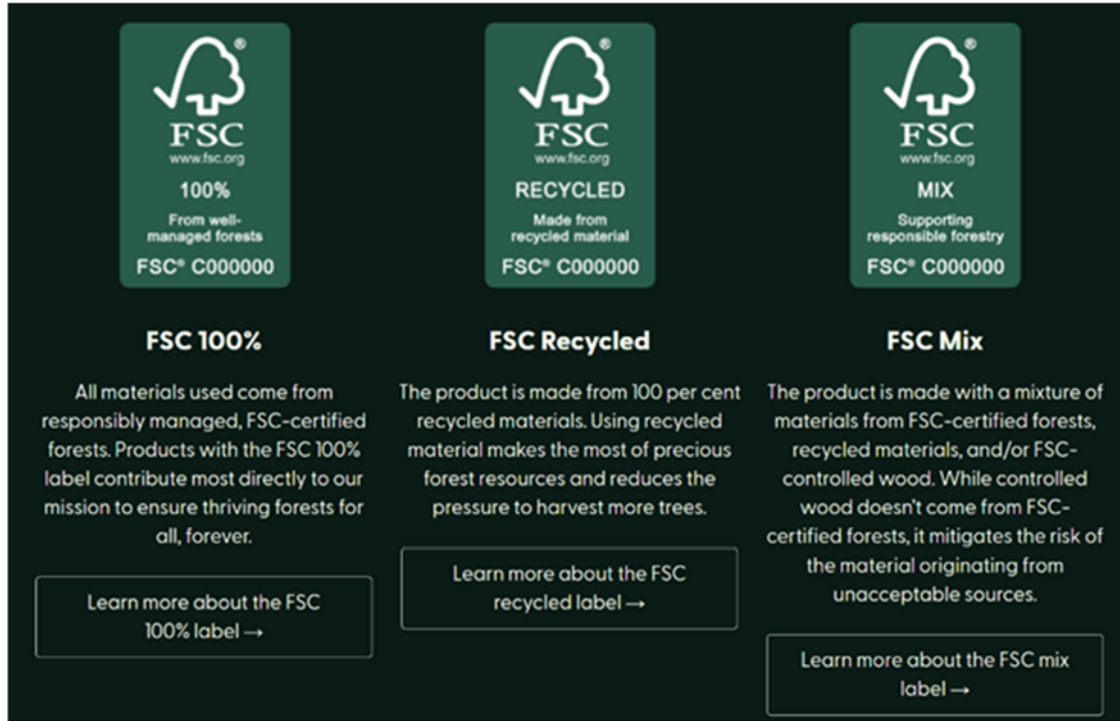 ®
FSC
www.fsc.org
100%
From well-
managed forests
FSC® C000000
FSC 100%
All materials used come from
responsibly managed, FSC-certified
forests. Products with the FSC 100%
label contribute most directly to our
mission to ensure thriving forests for
all, forever.
Learn more about the FSC
100% label →
®
FSC
www.fsc.org
RECYCLED
Made from
recycled material
FSC® C000000
FSC Recycled
The product is made from 100 per cent
recycled materials. Using recycled
material makes the most of precious
forest resources and reduces the
pressure to harvest more trees.
Learn more about the FSC
recycled label →
®
FSC
www.fsc.org
MIX
Supporting
responsible forestry
FSC® C000000
FSC Mix
The product is made with a mixture of
materials from FSC-certified forests,
recycled materials, and/or FSC-
controlled wood. While controlled
wood doesn't come from FSC-
certified forests, it mitigates the risk of
the material originating from
unacceptable sources.
Learn more about the FSC mix
label →